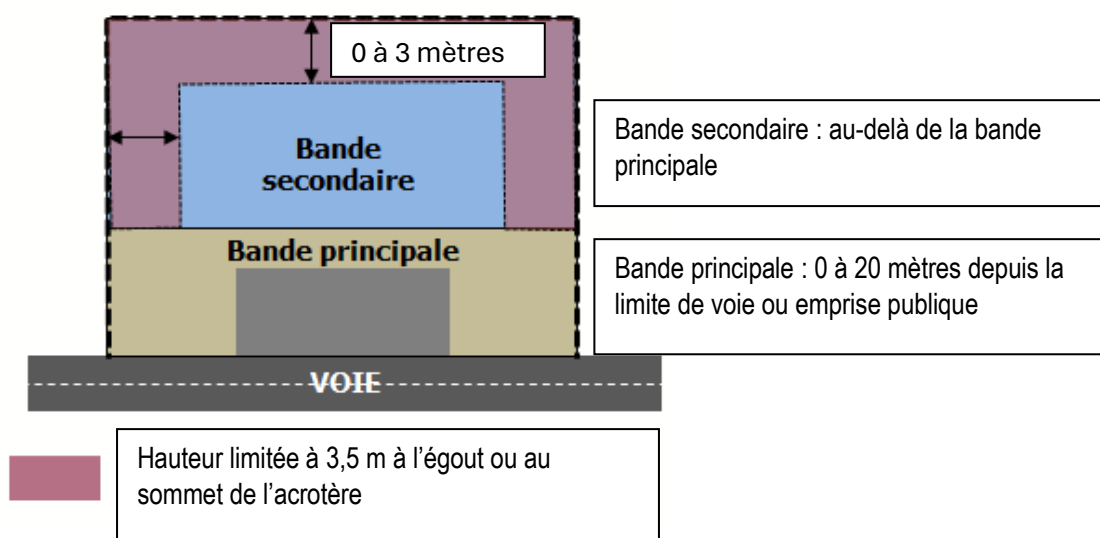 0 à 3 mètres
Bande
secondaire
Bande secondaire : au-delà de la bande
principale
Bande principale
Bande principale : 0 à 20 mètres depuis la
limite de voie ou emprise publique
VOIE
Hauteur limitée à 3,5 m à l’égout ou au
sommet de l’acrotère